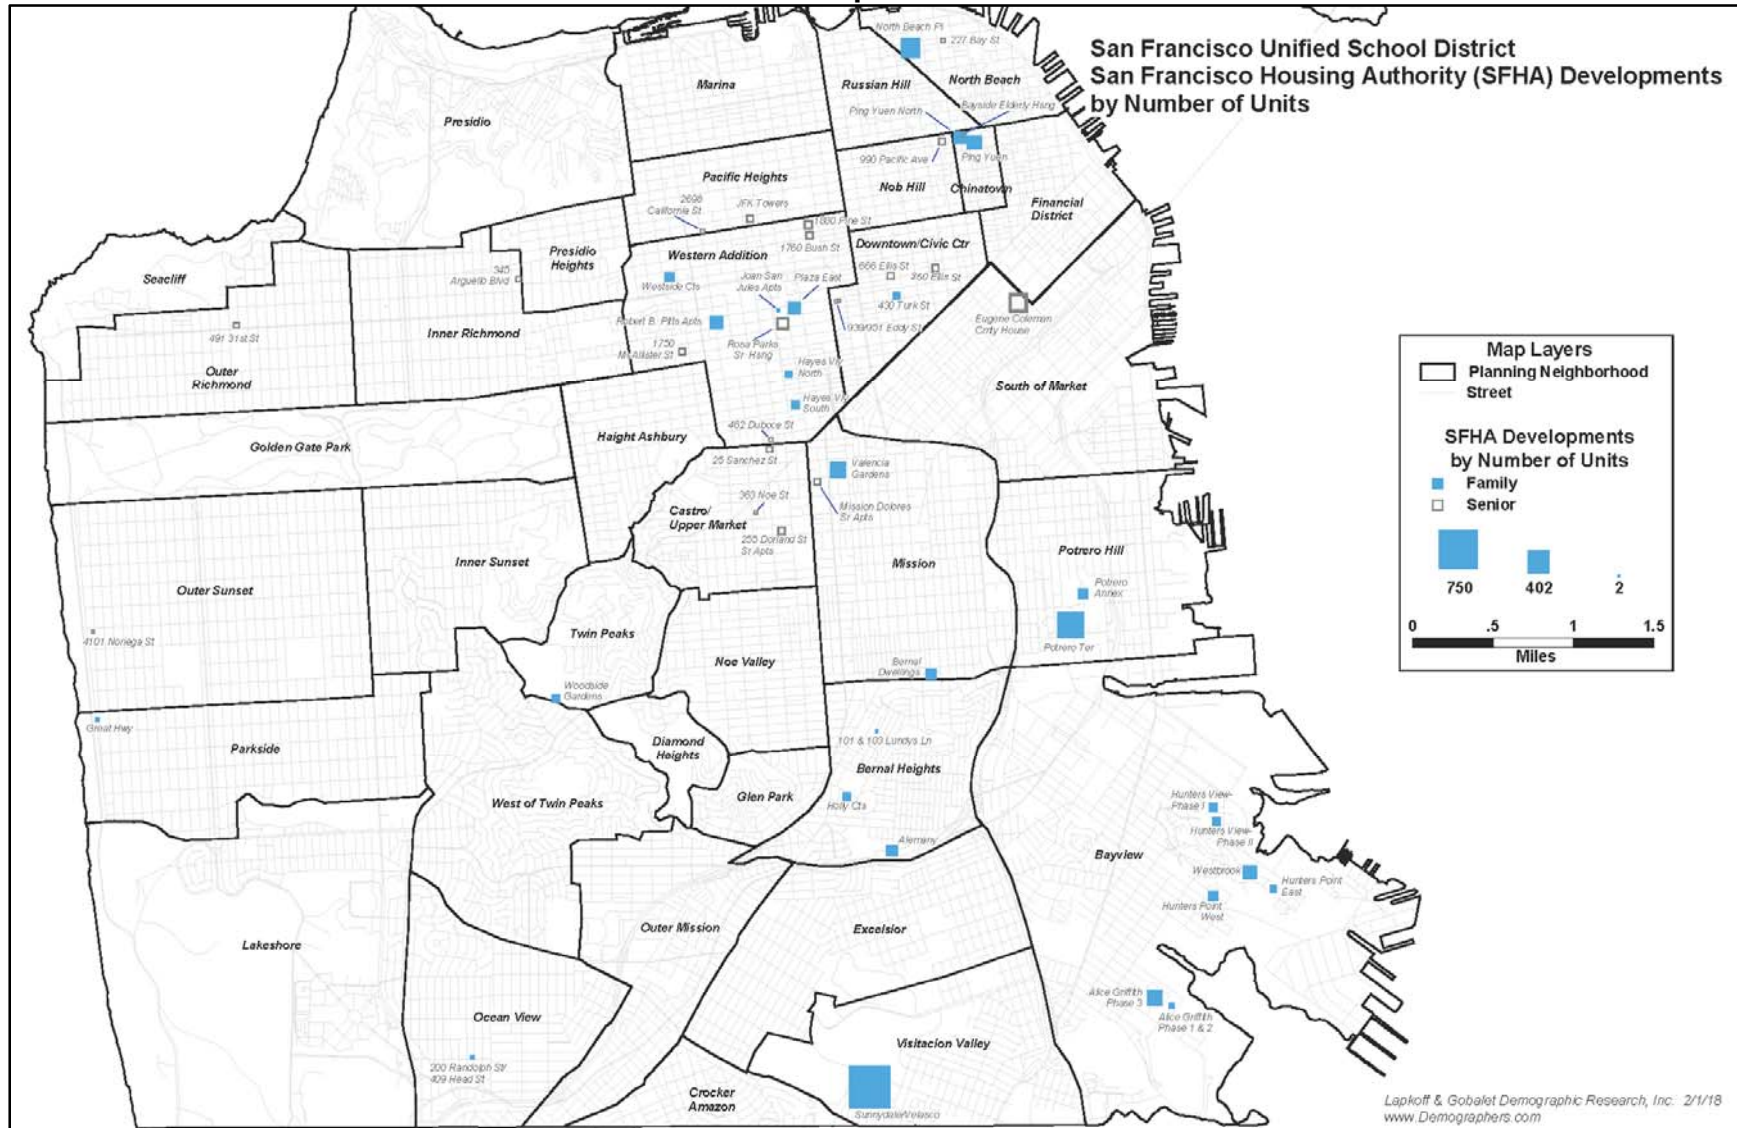 San Francisco Unified School District
San Francisco Housing Authority (SFHA) Developments
by Number of Units
North Beach Pl
227 Bay St
Marina
Russian Hill
North Beach
Presidio
Ping Yuen North
Bayside Elderly Hsng
990 Pacific Ave
Ping Yuen
Pacific Heights
Nob Hill
Chinatown
Financial
District
2698
California St
JFK Towers
1880 Pine St
1760 Bush St
Presidio
Heights
Western Addition
Downtown/Civic Ctr
Seacliff
345
Arguello Blvd
Westside Cts
Joan San
Jules Apts
Plaza East
666 Ellis St
350 Ellis St
430 Turk St
939/951 Eddy St
Eugene Coleman
Cmty House
491 31st St
Inner Richmond
Robert B. Pitts Apts
1750
McAllister St
Rosa Parks
Sr Hsng
Hayes Vly
North
Hayes Vly
South
Outer
Richmond
South of Market
Golden Gate Park
Haight Ashbury
462 Duboce St
25 Sanchez St
Valencia
Gardens
363 Noe St
Mission Dolores
Sr Apts
Castro/
Upper Market
255 Dorland St
Sr Apts
Outer Sunset
Inner Sunset
Mission
Potrero Hill
Potrero
Annex
Potrero Ter
4101 Noriega St
Twin Peaks
Noe Valley
Bernal
Dwellings
Woodside
Gardens
Great Hwy
Parkside
Diamond
Heights
101 & 103 Lundys Ln
Bernal Heights
West of Twin Peaks
Glen Park
Holly Cts
Alemany
Hunters View-
Phase I
Hunters View-
Phase II
Bayview
Westbrook
Hunters Point
East
Hunters Point
West
Lakeshore
Outer Mission
Excelsior
Alice Griffith
Phase 3
Alice Griffith
Phase 1 & 2
Ocean View
200 Randolph St/
409 Head St
Visitacion Valley
Crocker
Amazon
Sunnydale/Velasco
Map Layers
Planning Neighborhood
Street
SFHA Developments
by Number of Units
Family
Senior
750 402 2
0 .5 1 1.5
Miles
Lapkoff & Gobalet Demographic Research, Inc. 2/1/18
www.Demographers.com